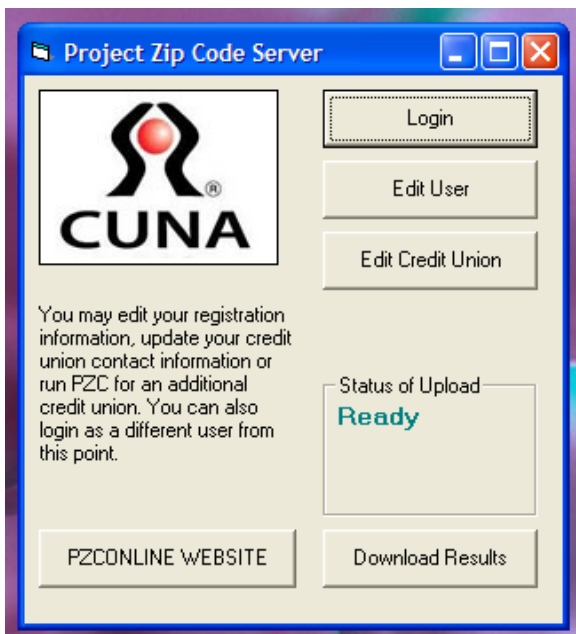 Project Zip Code Server
CUNA
®
Login
Edit User
Edit Credit Union
You may edit your registration
information, update your credit
union contact information or
run PZC for an additional
credit union. You can also
login as a different user from
this point.
Status of Upload
Ready
PZCONLINE WEBSITE
Download Results